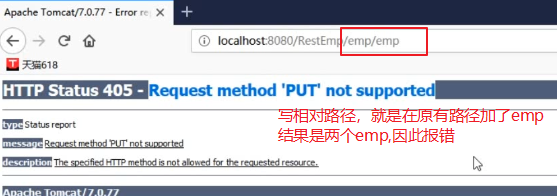 Apache Tomcat/7.0.77 - Error re
localhost:8080/RestEmp/emp/emp
天猫618
HTTP Status 405 - Request method 'PUT' not supported
type Status report
message Request method 'PUT' not supported
description The specified HTTP method is not allowed for the requested resource.
写相对路径，就是在原有路径加了emp
结果是两个emp,因此报错
Apache Tomcat/7.0.77